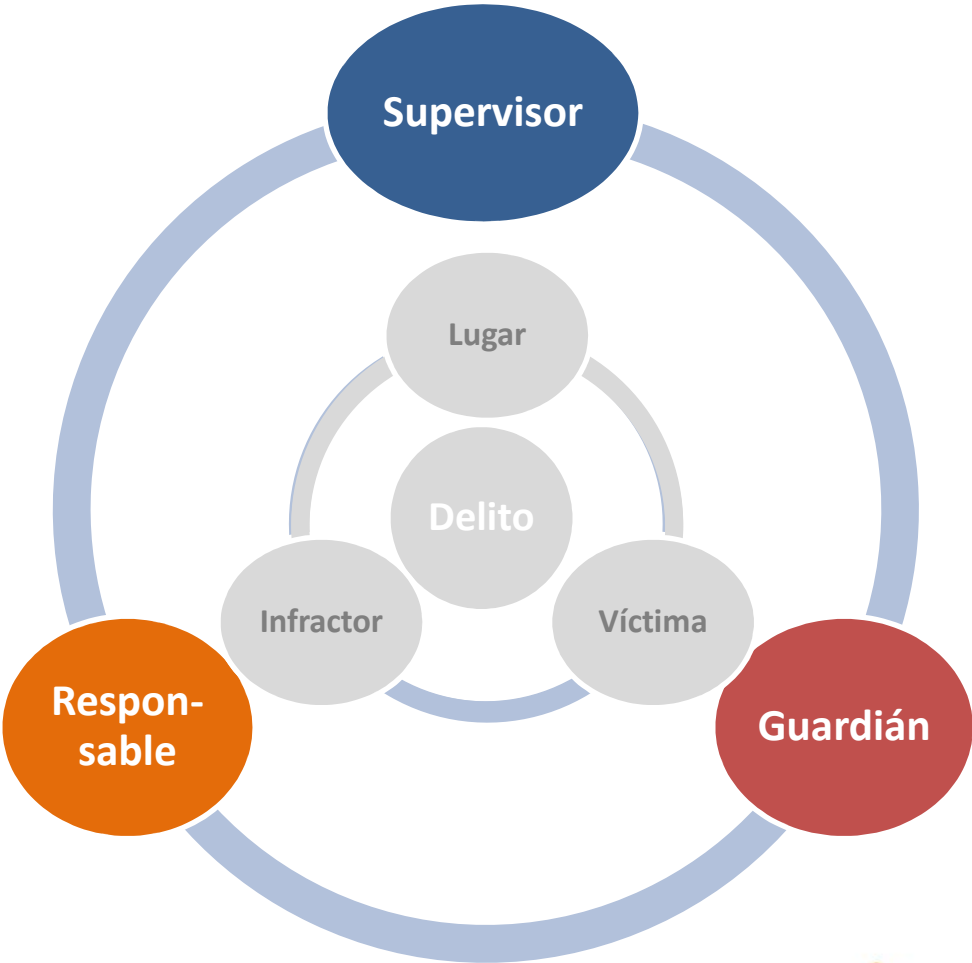 Supervisor
Lugar
Delito
Infractor
Víctima
Respon-
sable
Guardián